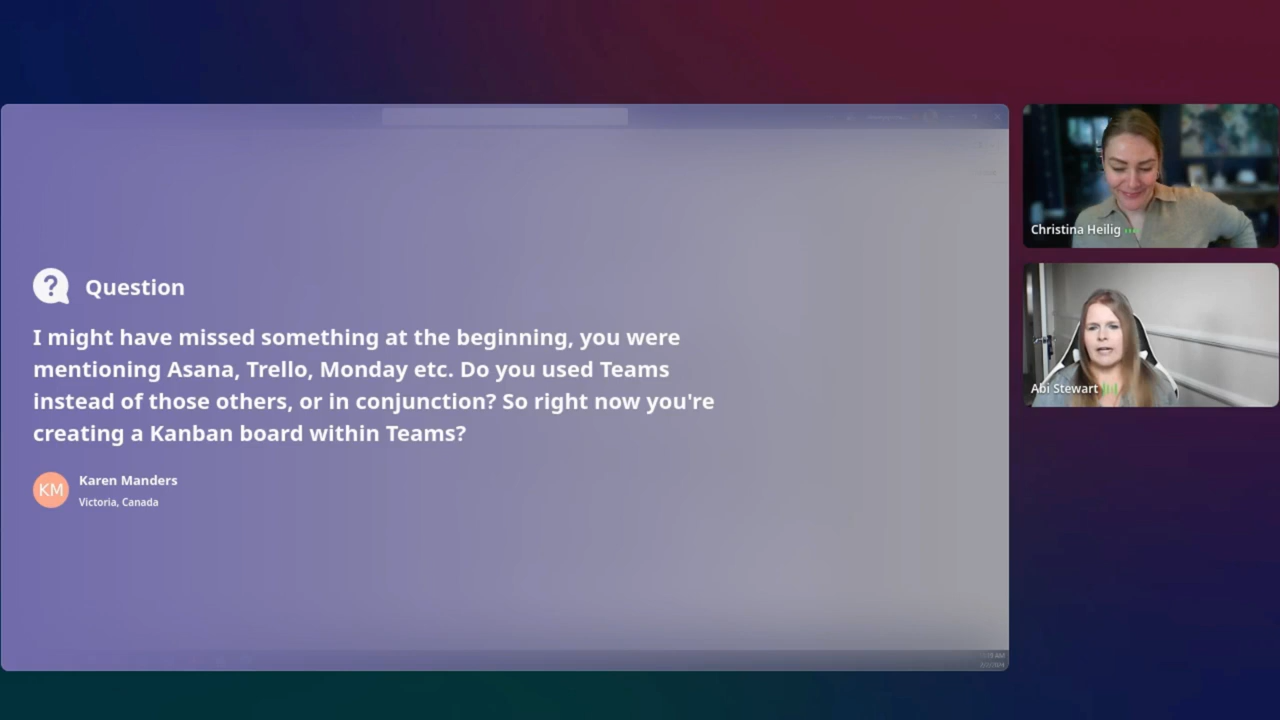 Question
I might have missed something at the beginning, you were
mentioning Asana, Trello, Monday etc. Do you used Teams
instead of those others, or in conjunction? So right now you're
creating a Kanban board within Teams?
KM
Karen Manders
Victoria, Canada
Christina Heilig
Abi Stewart